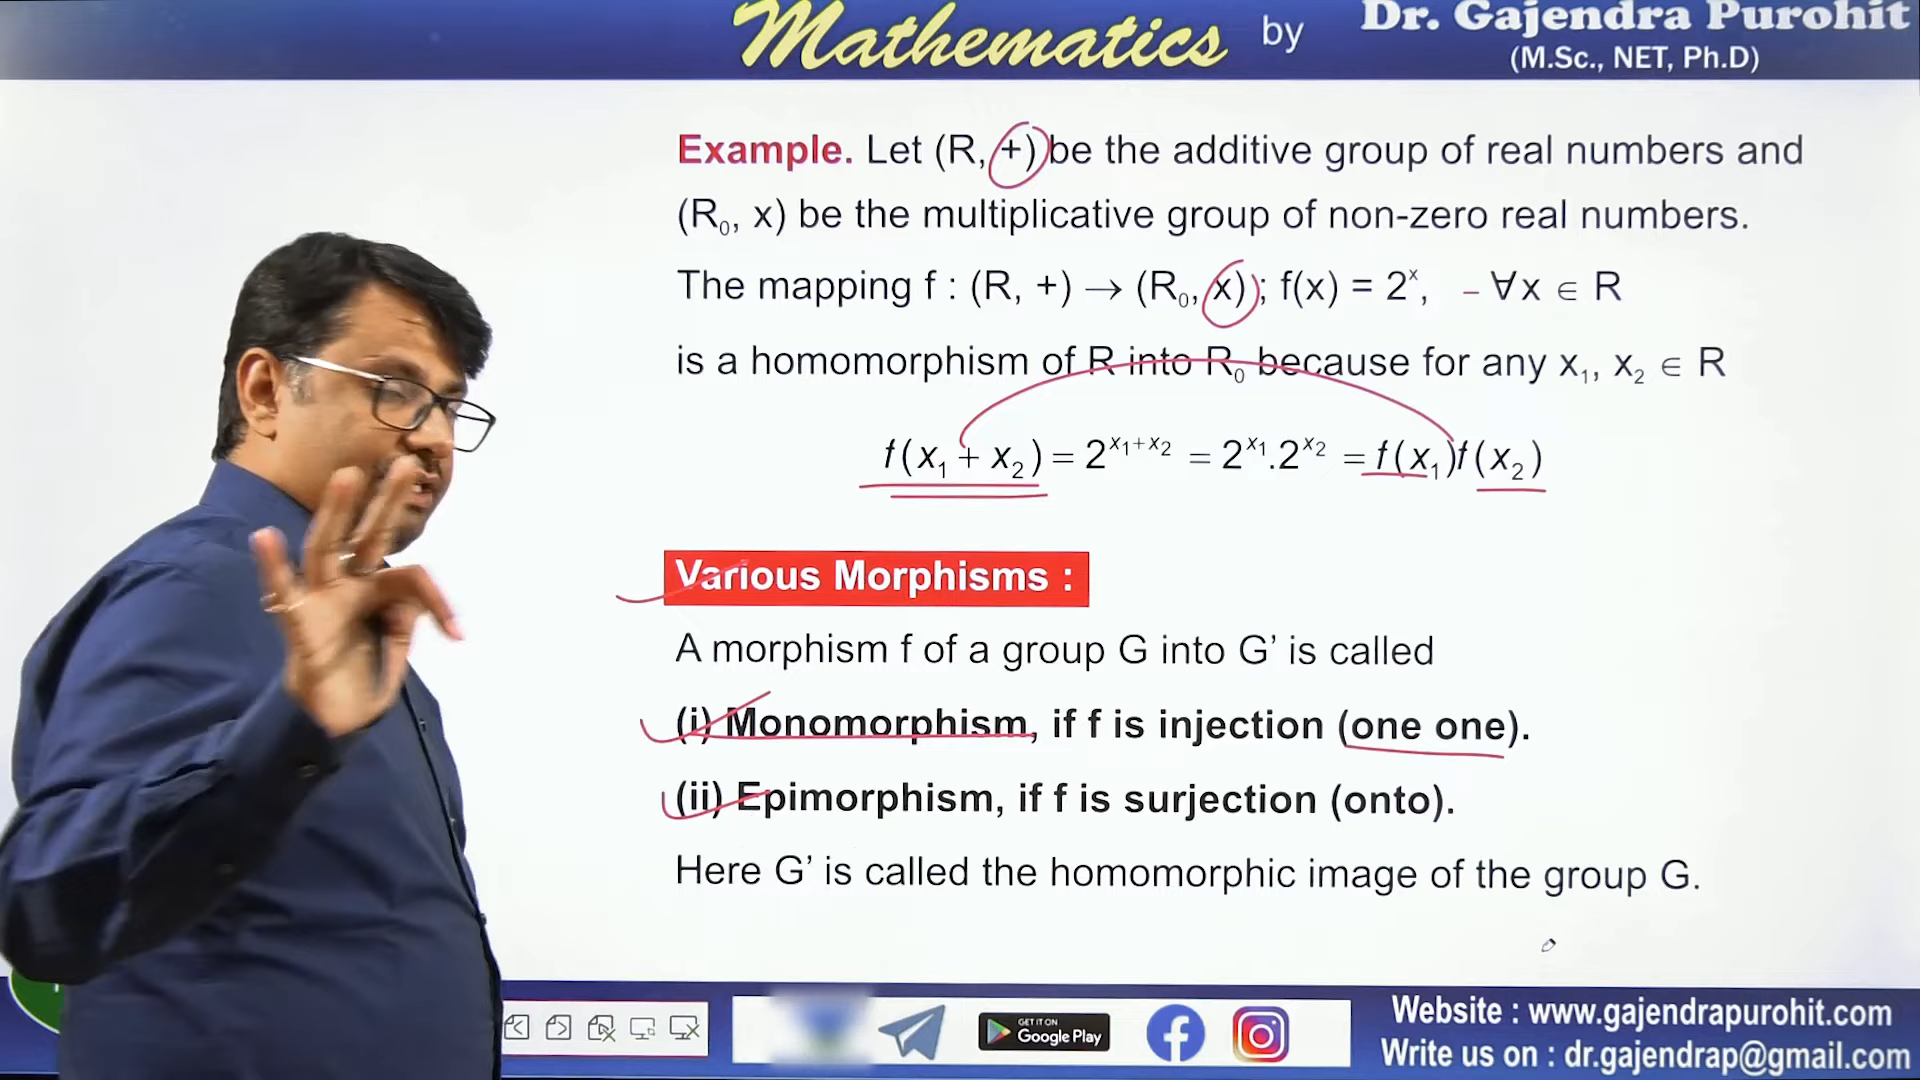 Mathematics by Dr. Gajendra Purohit
(M.Sc., NET, Ph.D)
Example. Let (R, +) be the additive group of real numbers and
(R₀, x) be the multiplicative group of non-zero real numbers.
The mapping f : (R, +) → (R₀, x) ; f(x) = 2ˣ, – ∀x ∈ R
is a homomorphism of R into R₀ because for any x₁, x₂ ∈ R
f(x₁ + x₂) = 2^{x₁+x₂} = 2^{x₁}.2^{x₂} = f(x₁)f(x₂)
Various Morphisms :
A morphism f of a group G into G’ is called
(i) Monomorphism, if f is injection (one one).
(ii) Epimorphism, if f is surjection (onto).
Here G’ is called the homomorphic image of the group G.
GET IT ON
Google Play
Website : www.gajendrapurohit.com
Write us on : dr.gajendrap@gmail.com